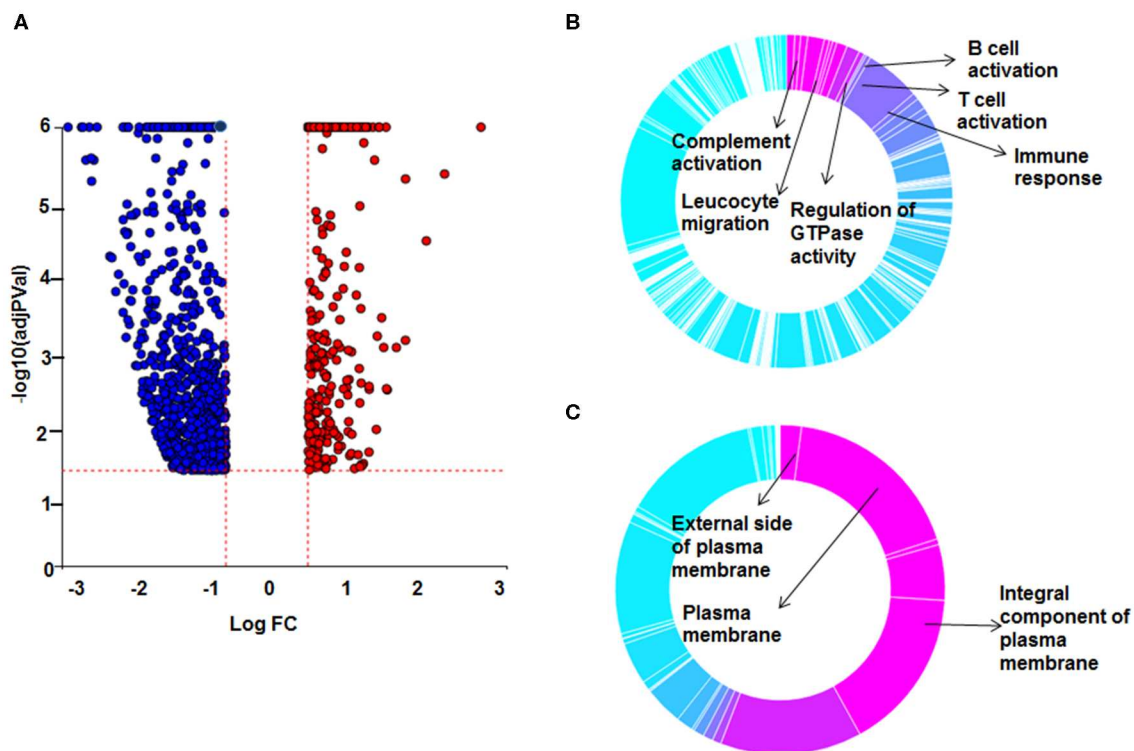 A
6
5
4
3
2
1
0
-log10(adjPVal)
-3
-2
-1
0
1
2
3
Log FC
B
B cell
activation
T cell
activation
Immune
response
Complement
activation
Leucocyte
migration
Regulation of
GTPase
activity
C
External side
of plasma
membrane
Plasma
membrane
Integral
component of
plasma
membrane